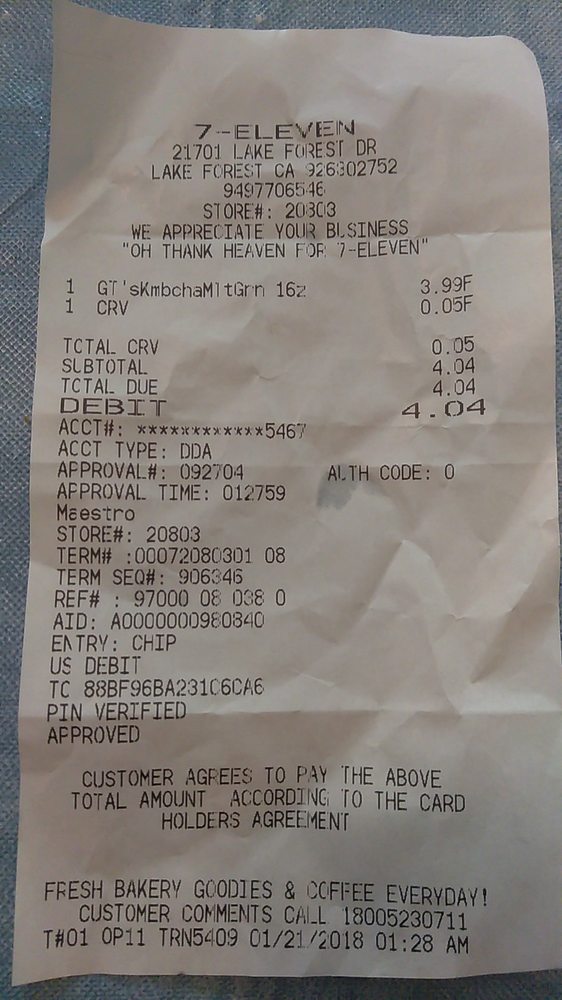 7-ELEVEN
21701 LAKE FOREST DR
LAKE FOREST CA 926302752
9497706546
STORE#: 20803
WE APPRECIATE YOUR BUSINESS
"OH THANK HEAVEN FOR 7-ELEVEN"
1 GT'sKmbchaMltGrn 16z 3.99F
1 CRV 0.05F
TOTAL CRV 0.05
SUBTOTAL 4.04
TOTAL DUE 4.04
DEBIT 4.04
ACCT#: ************5467
ACCT TYPE: DDA
APPROVAL#: 092704 AUTH CODE: 0
APPROVAL TIME: 012759
Maestro
STORE#: 20803
TERM# :00072080301 08
TERM SEQ#: 906346
REF# : 97000 08 038 0
AID: A0000000980840
ENTRY: CHIP
US DEBIT
TC 88BF96BA23106CA6
PIN VERIFIED
APPROVED
CUSTOMER AGREES TO PAY THE ABOVE
TOTAL AMOUNT ACCORDING TO THE CARD
HOLDERS AGREEMENT
FRESH BAKERY GOODIES & COFFEE EVERYDAY!
CUSTOMER COMMENTS CALL 18005230711
T#01 OP11 TRN5409 01/21/2018 01:28 AM